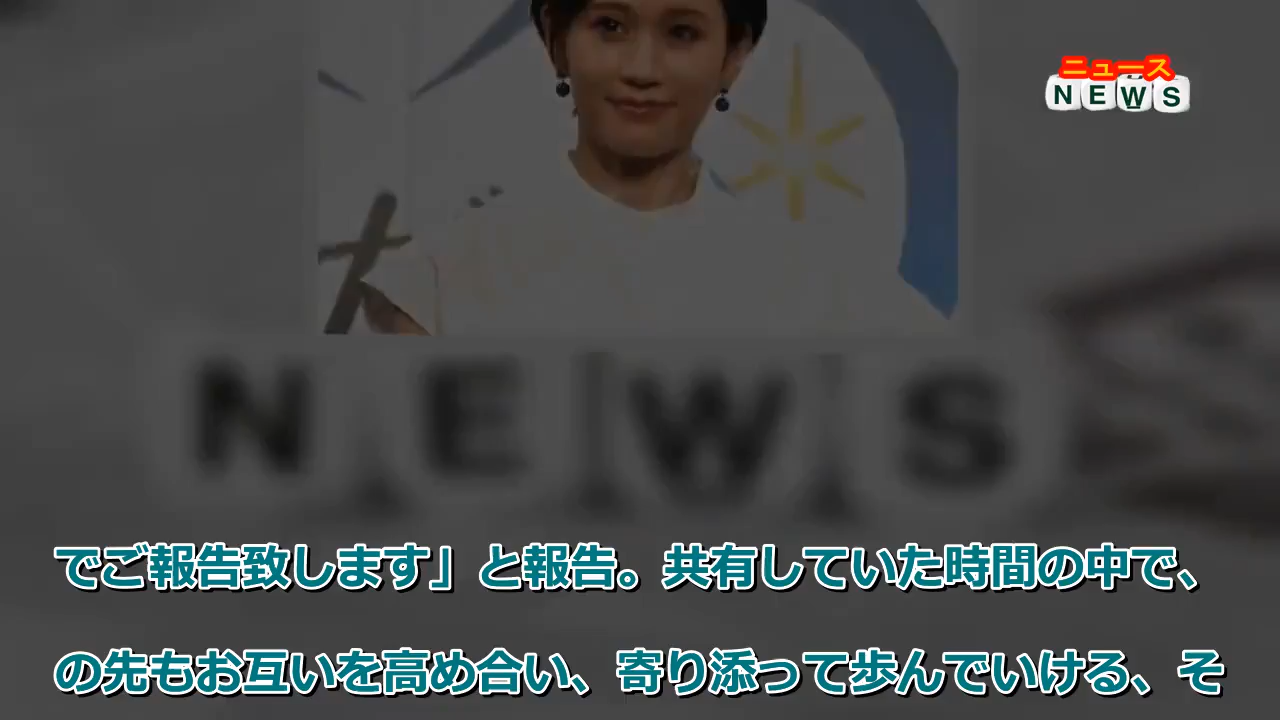 ニュース
NEWS
NEWS
でご報告致します」と報告。共有していた時間の中で、
の先もお互いを高め合い、寄り添って歩んでいける、そ